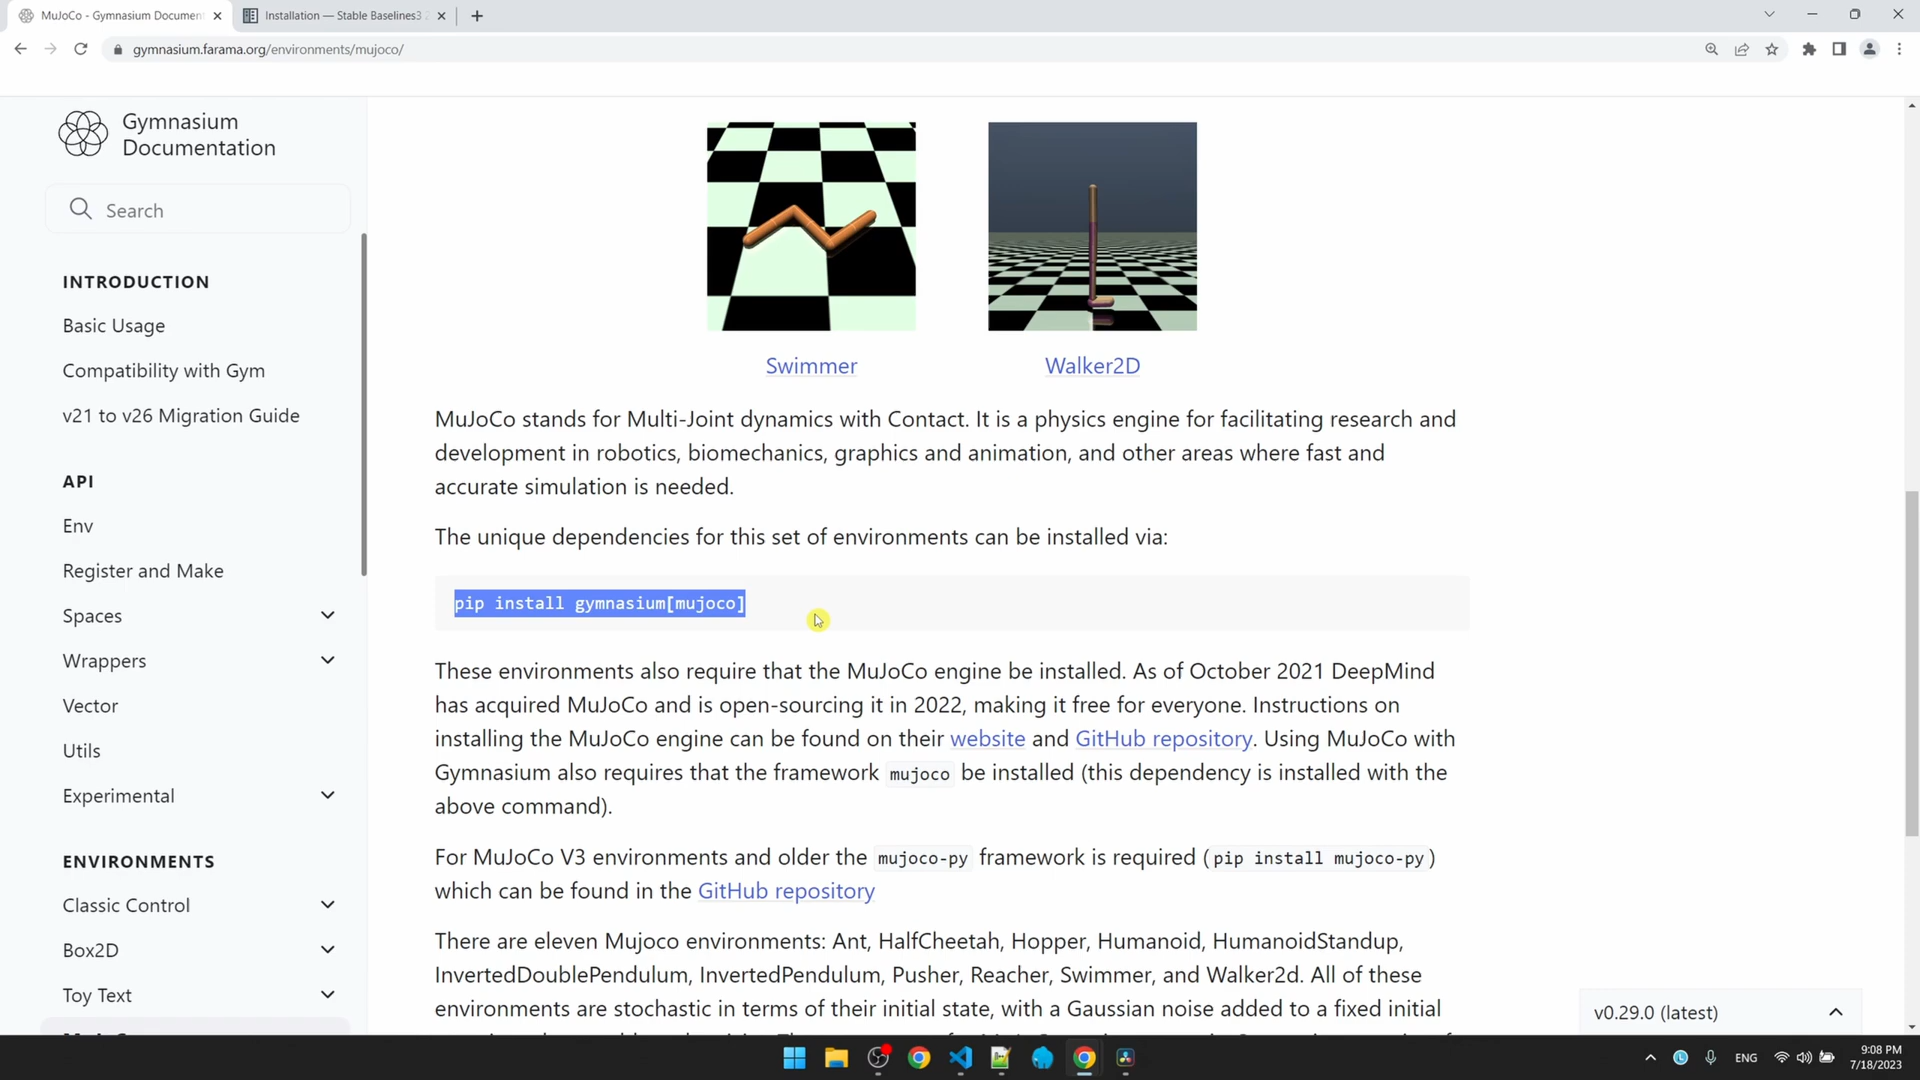 MuJoCo - Gymnasium Document
Installation — Stable Baselines3 2
gymnasium.farama.org/environments/mujoco/
Gymnasium
Documentation
Search
INTRODUCTION
Basic Usage
Compatibility with Gym
v21 to v26 Migration Guide
API
Env
Register and Make
Spaces
Wrappers
Vector
Utils
Experimental
ENVIRONMENTS
Classic Control
Box2D
Toy Text
Swimmer
Walker2D
MuJoCo stands for Multi-Joint dynamics with Contact. It is a physics engine for facilitating research and
development in robotics, biomechanics, graphics and animation, and other areas where fast and
accurate simulation is needed.
The unique dependencies for this set of environments can be installed via:
pip install gymnasium[mujoco]
These environments also require that the MuJoCo engine be installed. As of October 2021 DeepMind
has acquired MuJoCo and is open-sourcing it in 2022, making it free for everyone. Instructions on
installing the MuJoCo engine can be found on their website and GitHub repository. Using MuJoCo with
Gymnasium also requires that the framework mujoco be installed (this dependency is installed with the
above command).
For MuJoCo V3 environments and older the mujoco-py framework is required (pip install mujoco-py)
which can be found in the GitHub repository
There are eleven Mujoco environments: Ant, HalfCheetah, Hopper, Humanoid, HumanoidStandup,
InvertedDoublePendulum, InvertedPendulum, Pusher, Reacher, Swimmer, and Walker2d. All of these
environments are stochastic in terms of their initial state, with a Gaussian noise added to a fixed initial
v0.29.0 (latest)
ENG
9:08 PM
7/18/2023